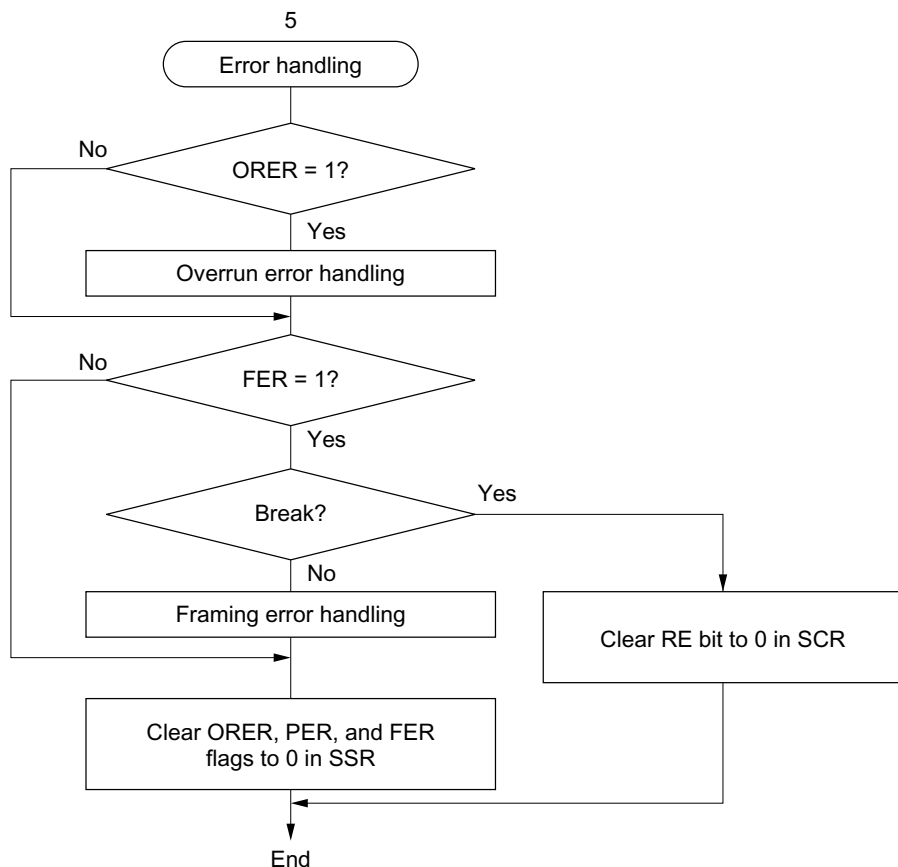 5
Error handling
No
ORER = 1?
Yes
Overrun error handling
No
FER = 1?
Yes
Yes
Break?
No
Framing error handling
Clear RE bit to 0 in SCR
Clear ORER, PER, and FER
flags to 0 in SSR
End